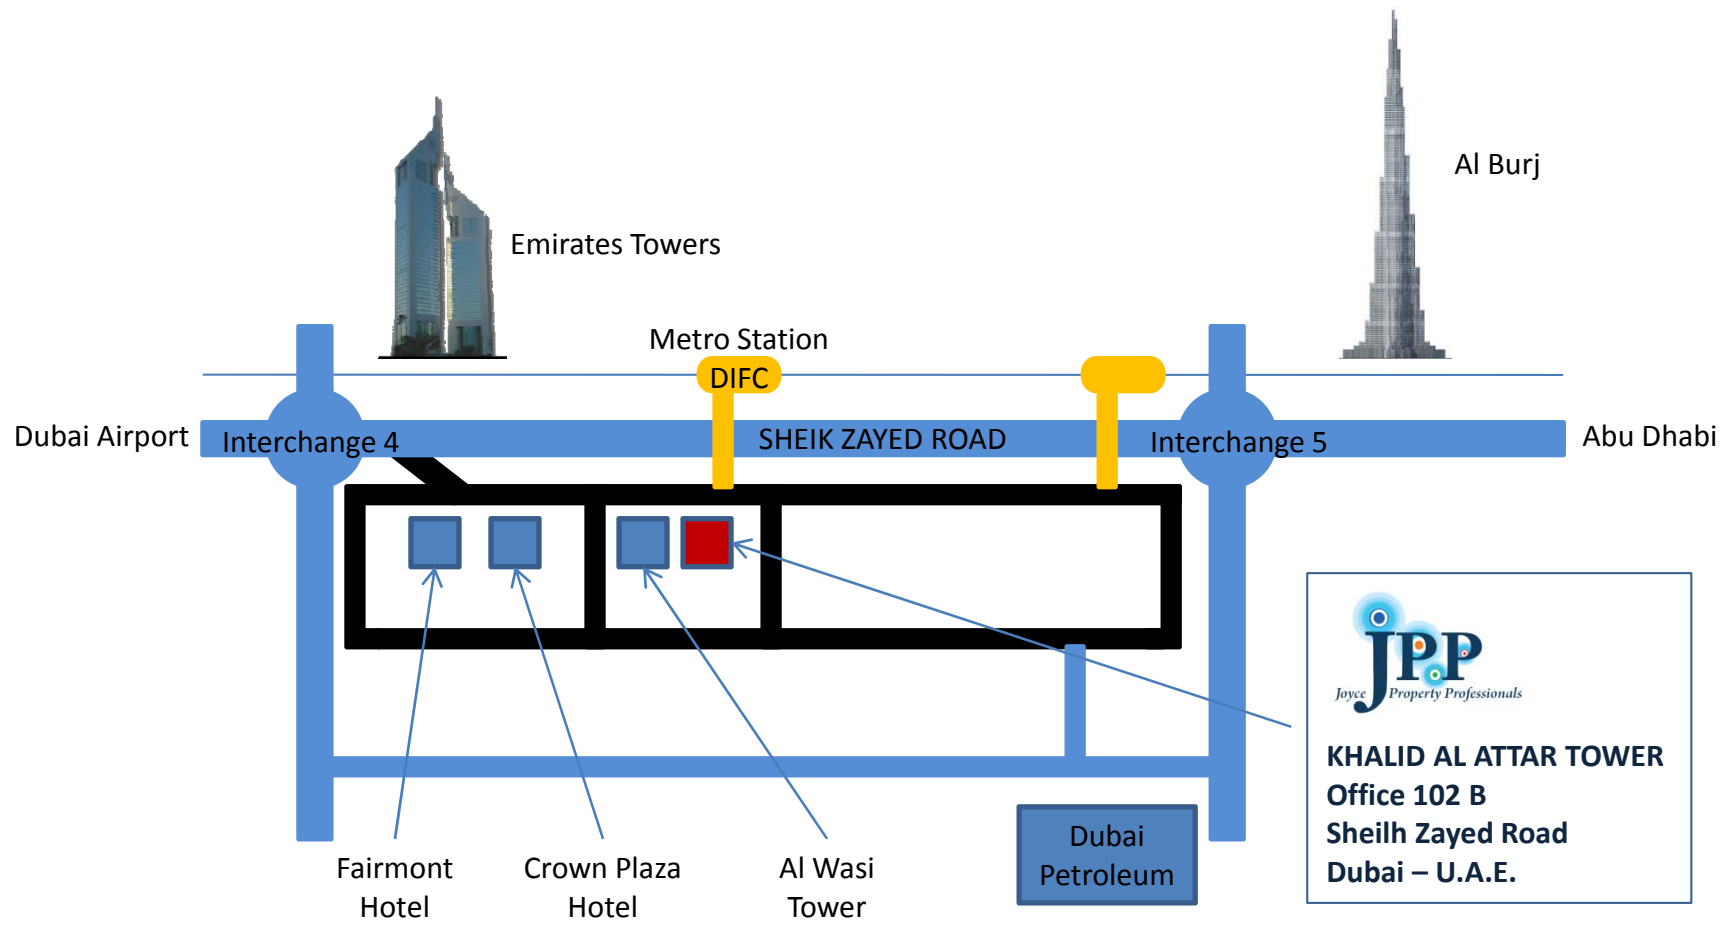 Al Burj
Emirates Towers
Metro Station
DIFC
Dubai Airport
Interchange 4
SHEIK ZAYED ROAD
Interchange 5
Abu Dhabi
JPP
Joyce Property Professionals
KHALID AL ATTAR TOWER
Office 102 B
Sheilh Zayed Road
Dubai – U.A.E.
Dubai
Petroleum
Fairmont
Hotel
Crown Plaza
Hotel
Al Wasi
Tower